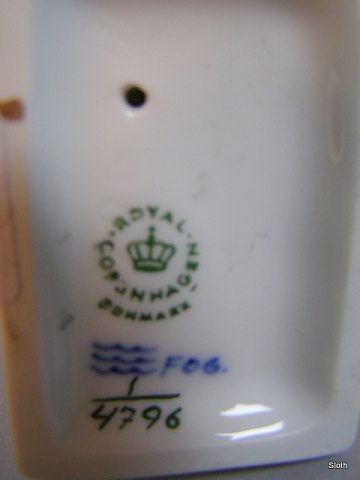 ROYAL
COPENHAGEN
DENMARK
FOG.
1
4796
Sloth